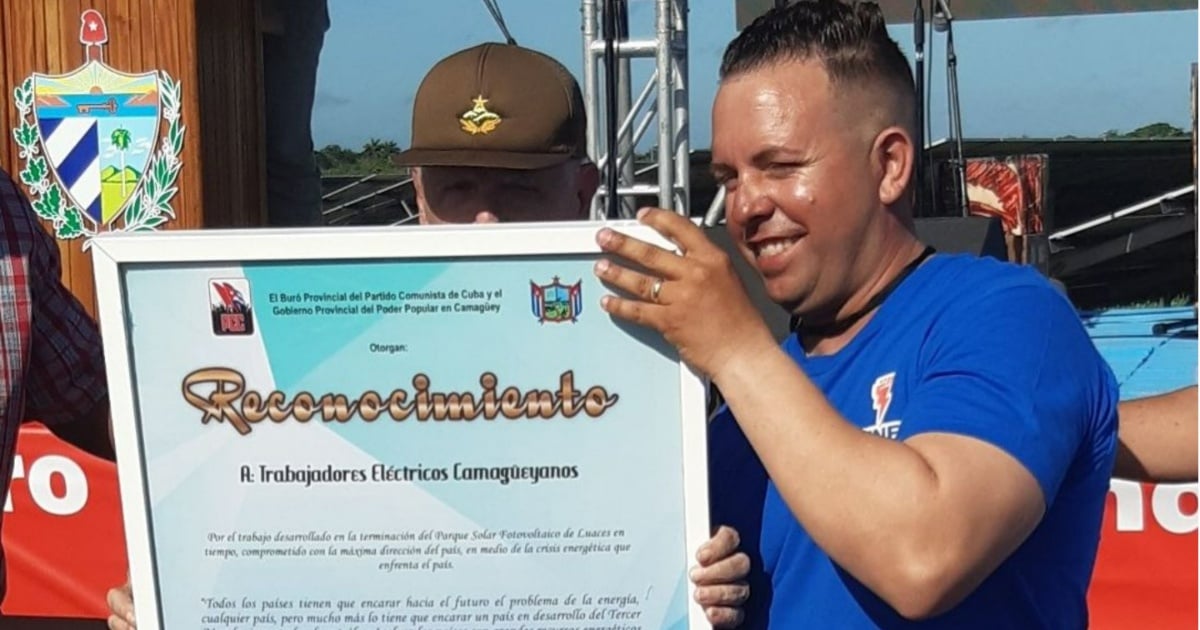 El Buró Provincial del Partido Comunista de Cuba y el
Gobierno Provincial del Poder Popular en Camagüey
PCC
Otorgan:
Reconocimiento
A: Trabajadores Eléctricos Camagüeyanos
Por el trabajo desarrollado en la terminación del Parque Solar Fotovoltaico de Luaces en
tiempo, comprometido con la máxima dirección del país, en medio de la crisis energética que
enfrenta el país.
"Todos los países tienen que encarar hacia el futuro el problema de la energía,
cualquier país, pero mucho más lo tiene que encarar un país en desarrollo del Tercer
ro
no